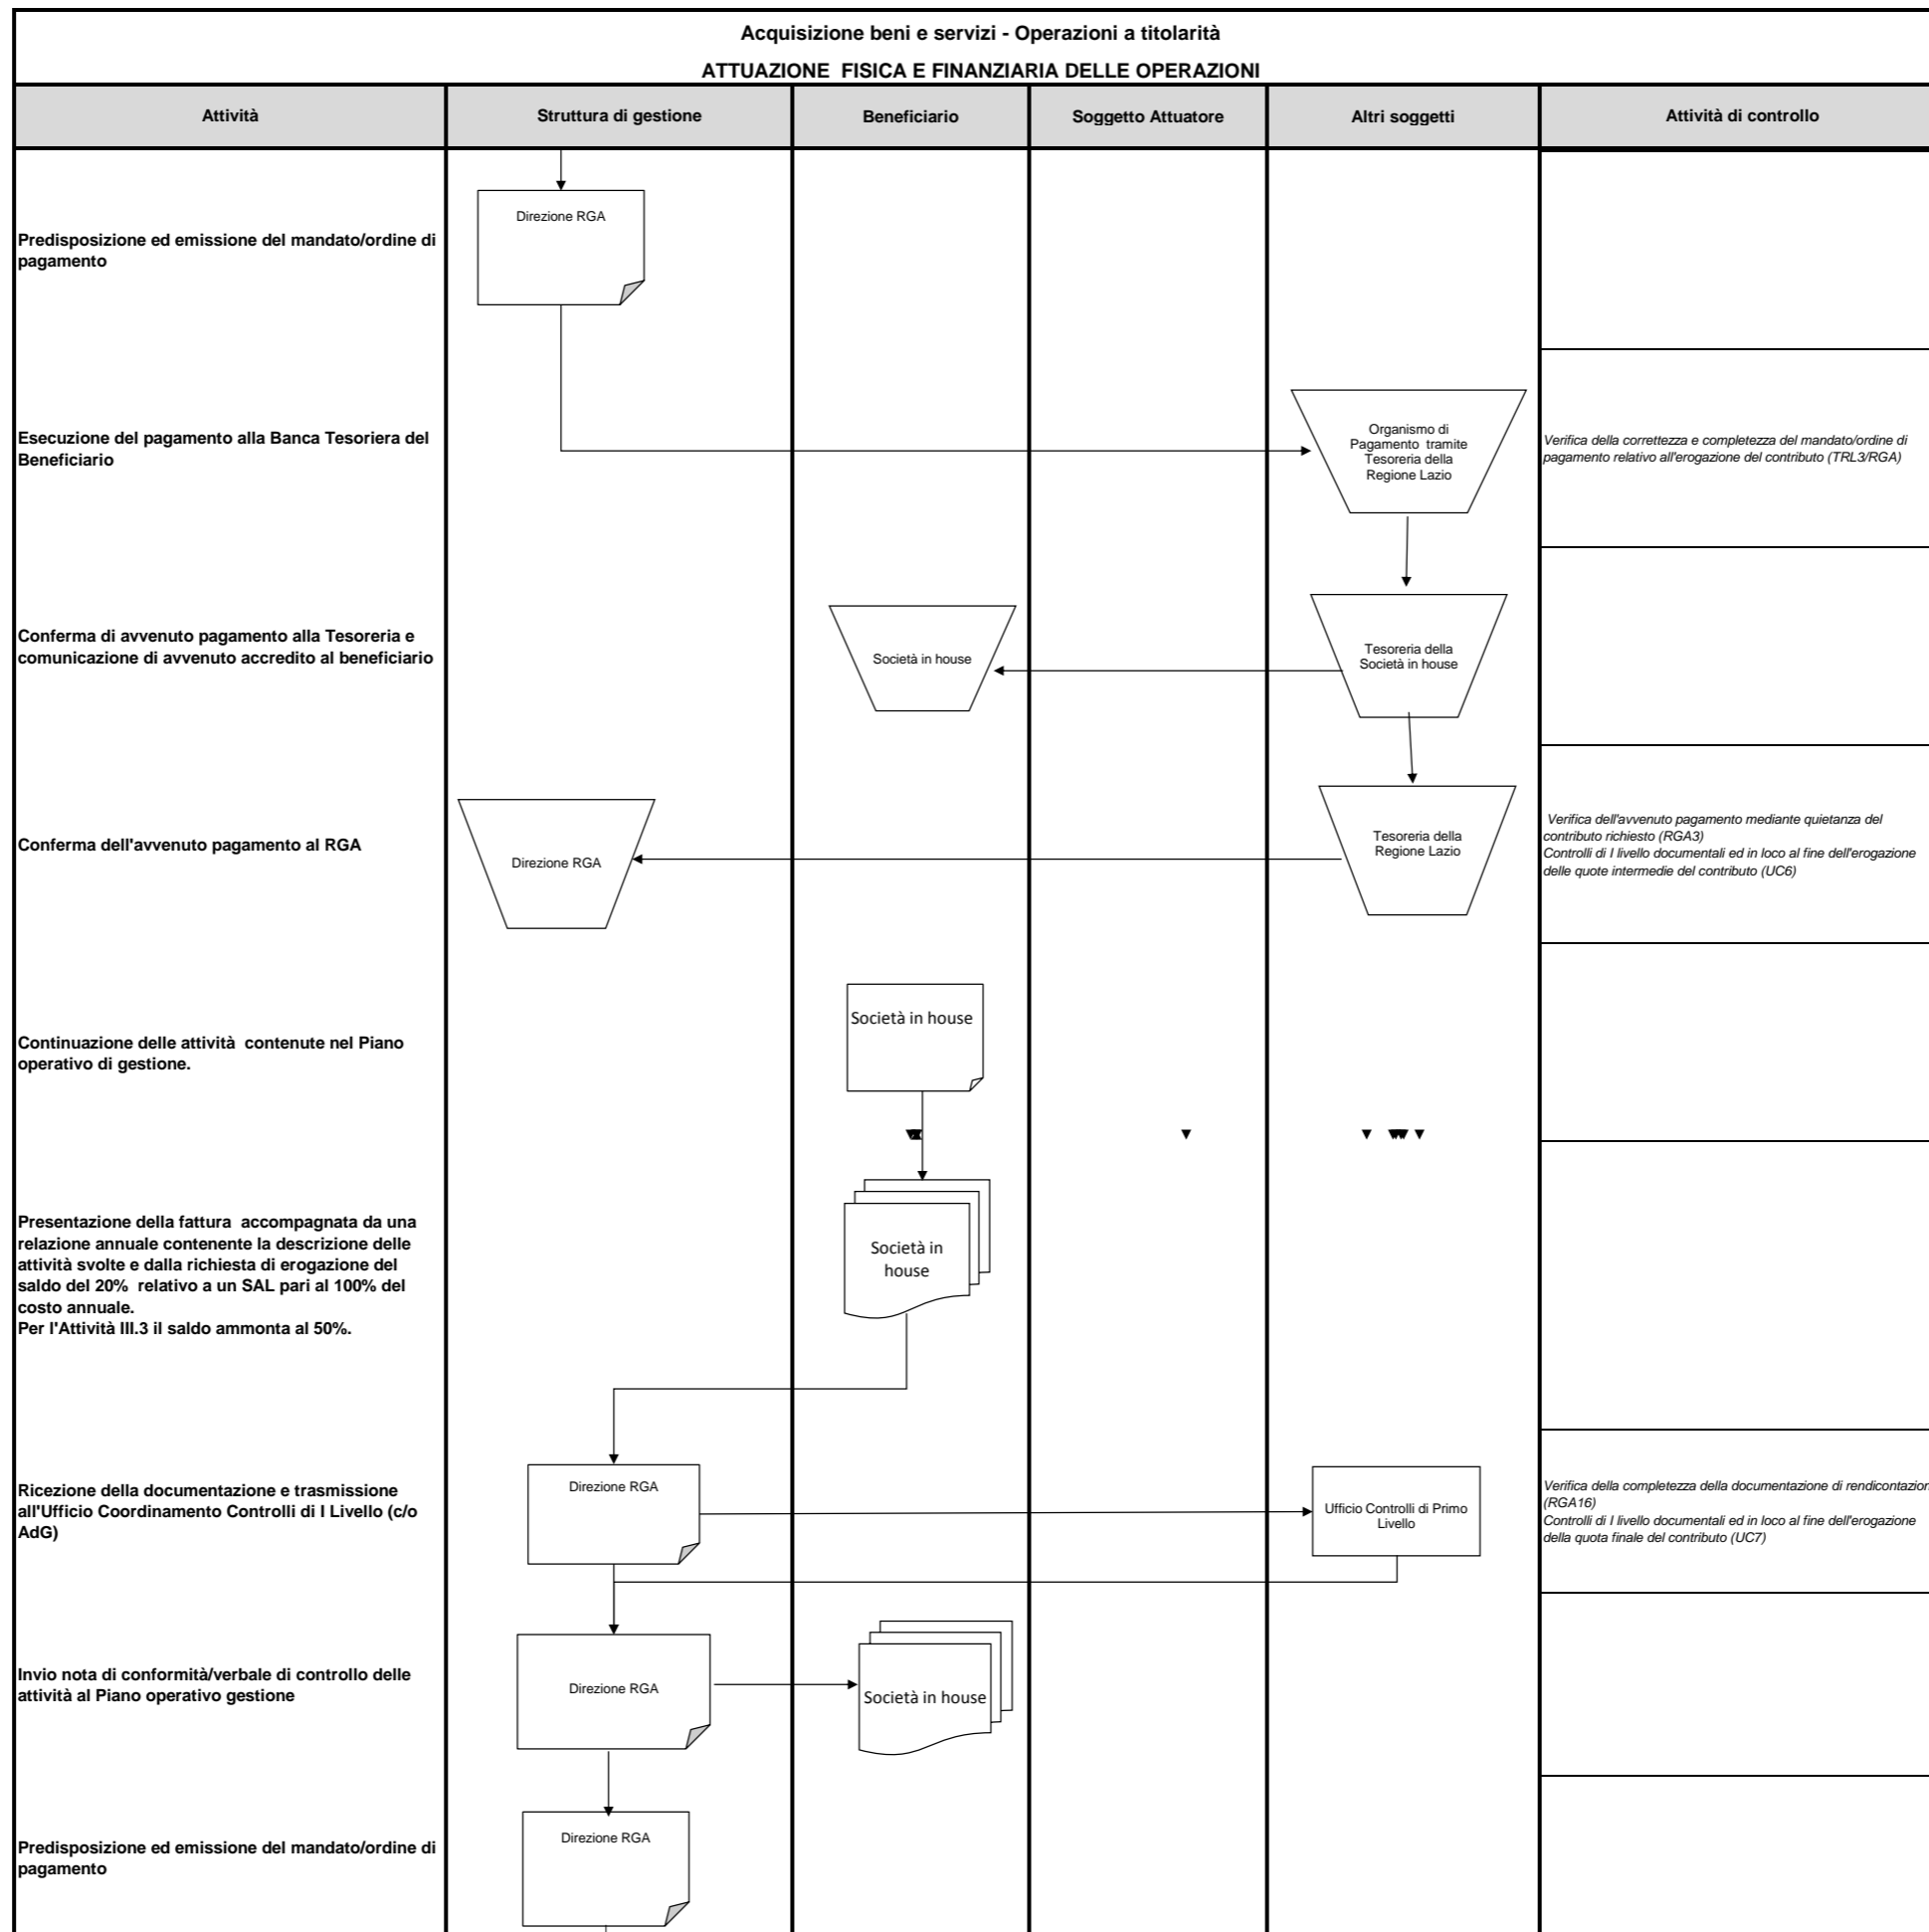 Acquisizione beni e servizi - Operazioni a titolarità
ATTUAZIONE  FISICA E FINANZIARIA DELLE OPERAZIONI
Attività
Struttura di gestione
Beneficiario
Soggetto Attuatore
Altri soggetti
Attività di controllo
Predisposizione ed emissione del mandato/ordine di
pagamento
Direzione RGA
Esecuzione del pagamento alla Banca Tesoriera del
Beneficiario
Organismo di
Pagamento  tramite
Tesoreria della
Regione Lazio
Verifica della correttezza e completezza del mandato/ordine di
pagamento relativo all'erogazione del contributo (TRL3/RGA)
Conferma di avvenuto pagamento alla Tesoreria e
comunicazione di avvenuto accredito al beneficiario
Società in house
Tesoreria della
Società in house
Conferma dell'avvenuto pagamento al RGA
Direzione RGA
Tesoreria della
Regione Lazio
Verifica dell'avvenuto pagamento mediante quietanza del
contributo richiesto (RGA3)
Controlli di I livello documentali ed in loco al fine dell'erogazione
delle quote intermedie del contributo (UC6)
Continuazione delle attività  contenute nel Piano
operativo di gestione.
Società in house
Presentazione della fattura  accompagnata da una
relazione annuale contenente la descrizione delle
attività svolte e dalla richiesta di erogazione del
saldo del 20%  relativo a un SAL pari al 100% del
costo annuale.
Per l'Attività III.3 il saldo ammonta al 50%.
Società in
house
Ricezione della documentazione e trasmissione
all'Ufficio Coordinamento Controlli di I Livello (c/o
AdG)
Direzione RGA
Ufficio Controlli di Primo
Livello
Verifica della completezza della documentazione di rendicontazion
(RGA16)
Controlli di I livello documentali ed in loco al fine dell'erogazione
della quota finale del contributo (UC7)
Invio nota di conformità/verbale di controllo delle
attività al Piano operativo gestione
Direzione RGA
Società in house
Predisposizione ed emissione del mandato/ordine di
pagamento
Direzione RGA